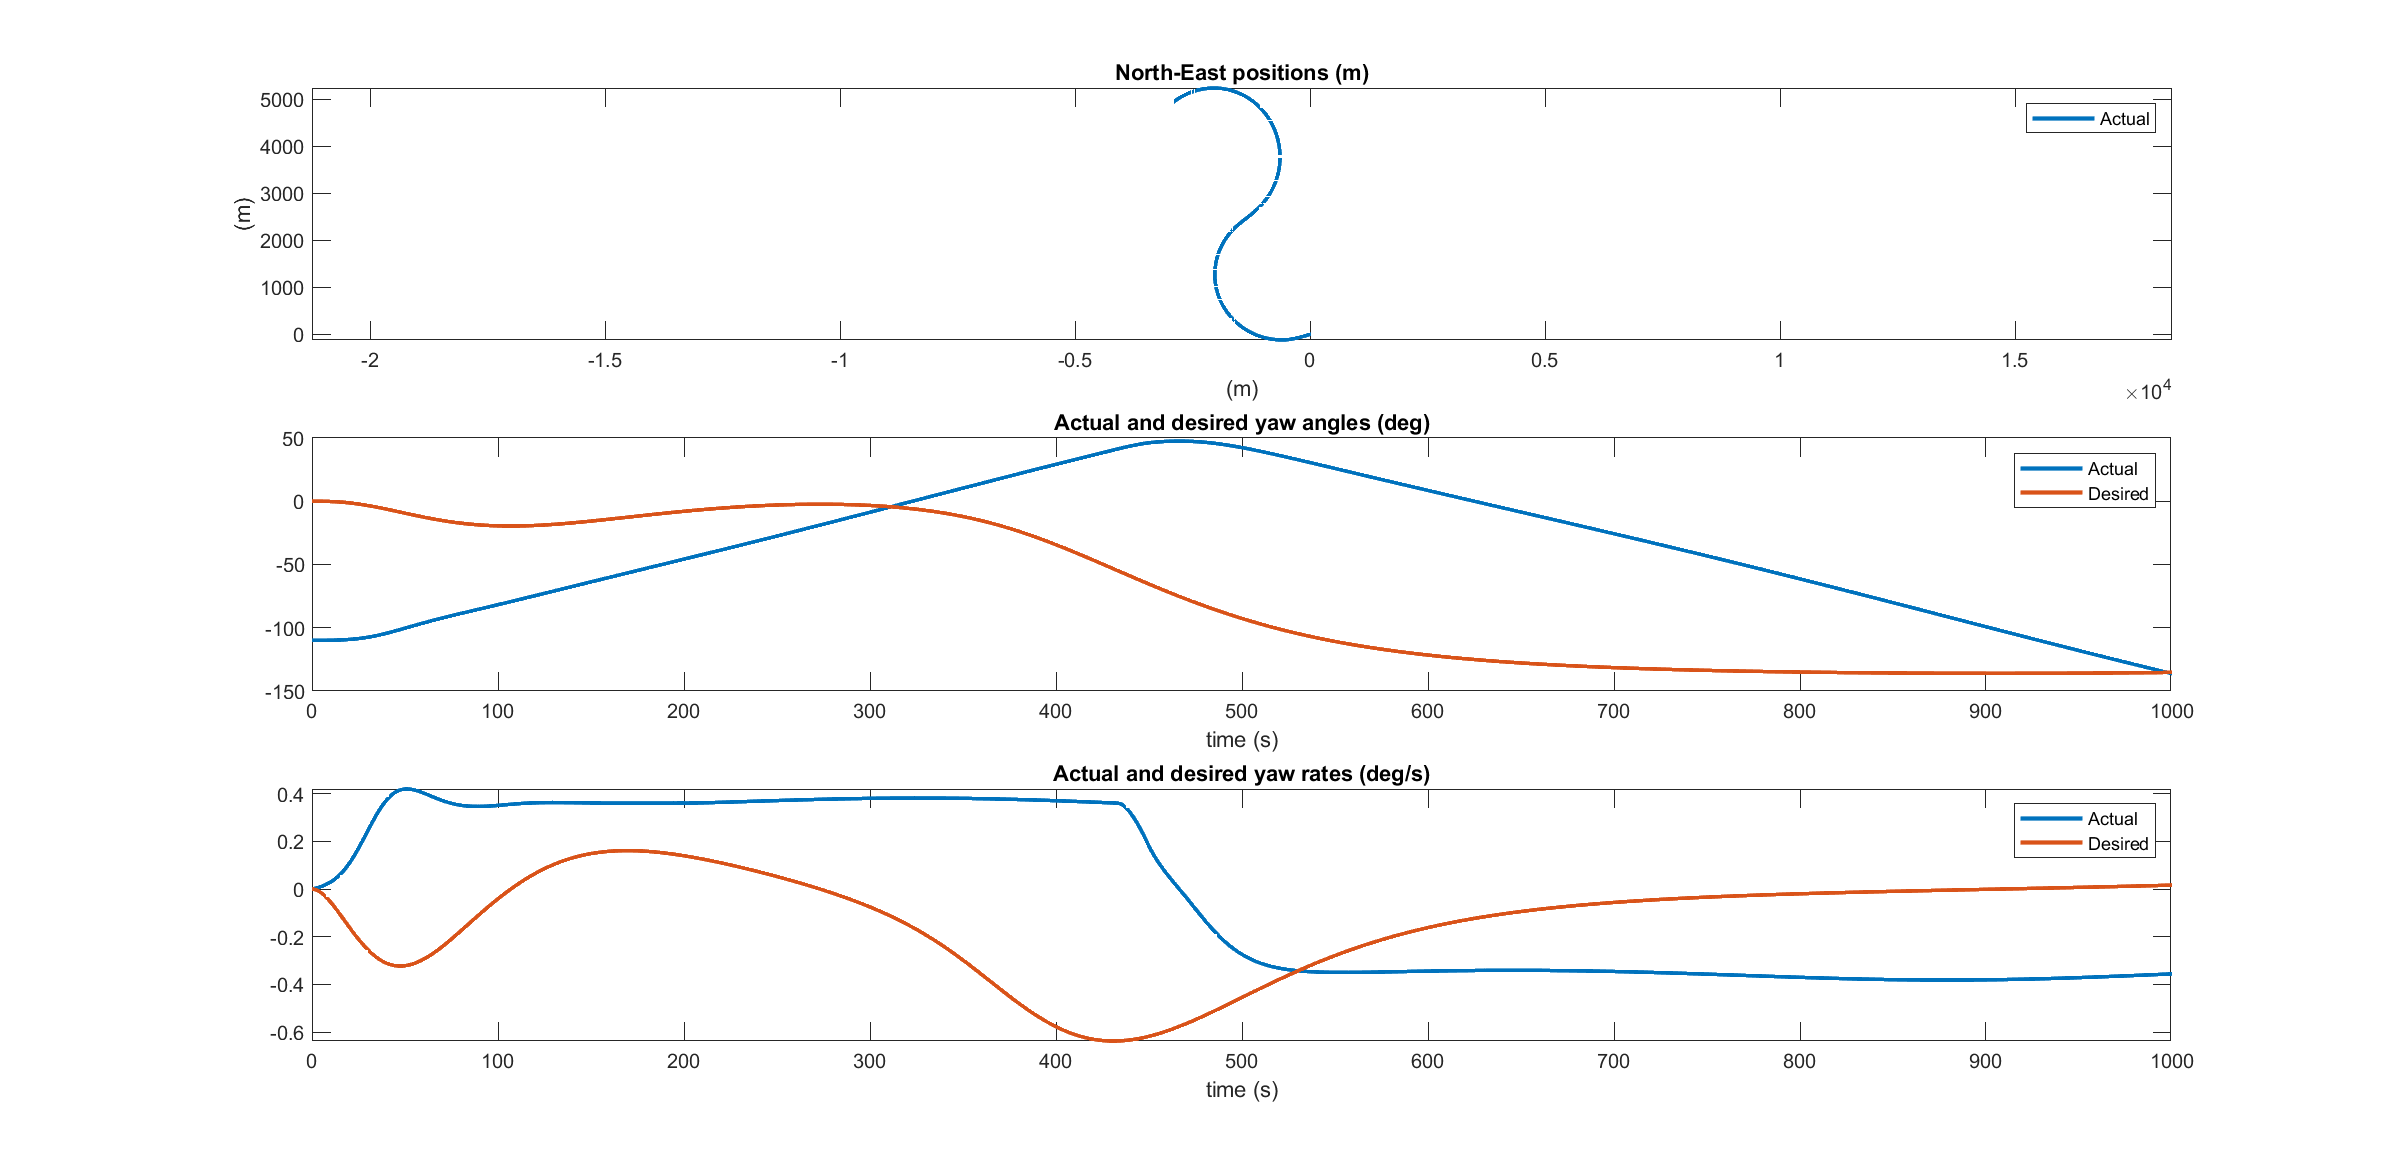 North-East positions (m)
5000
4000
3000
2000
1000
0
(m)
Actual
-2 -1.5 -1 -0.5 0 0.5 1 1.5
(m)
×10^4
Actual and desired yaw angles (deg)
50
0
-50
-100
-150
Actual
Desired
0 100 200 300 400 500 600 700 800 900 1000
time (s)
Actual and desired yaw rates (deg/s)
0.4
0.2
0
-0.2
-0.4
-0.6
Actual
Desired
0 100 200 300 400 500 600 700 800 900 1000
time (s)